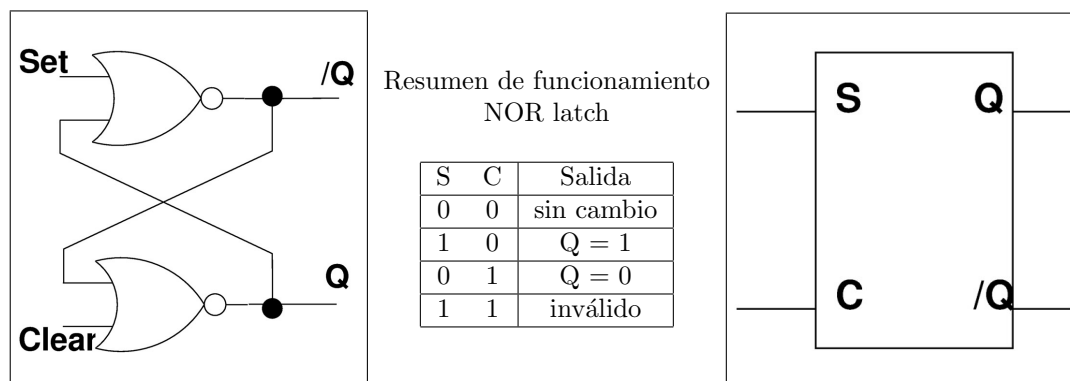 Set
/Q
Q
Clear
Resumen de funcionamiento
NOR latch
S C Salida
0 0 sin cambio
1 0 Q = 1
0 1 Q = 0
1 1 inválido
S Q
C /Q